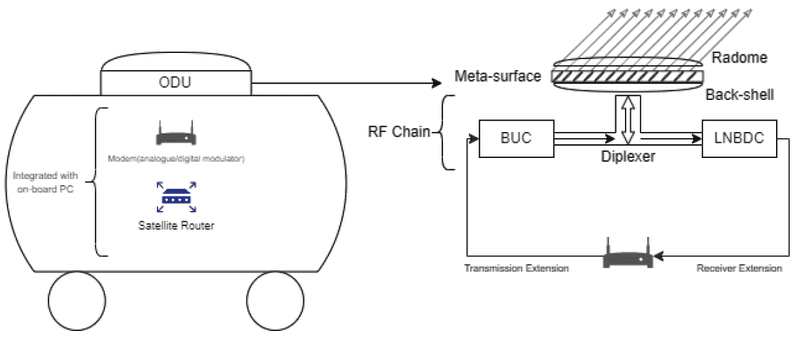 ODU
Modem(analogue/digital modulator)
Integrated with
on-board PC
Satellite Router
Radome
Meta-surface
Back-shell
RF Chain
BUC
LNBDC
Diplexer
Transmission Extension
Receiver Extension